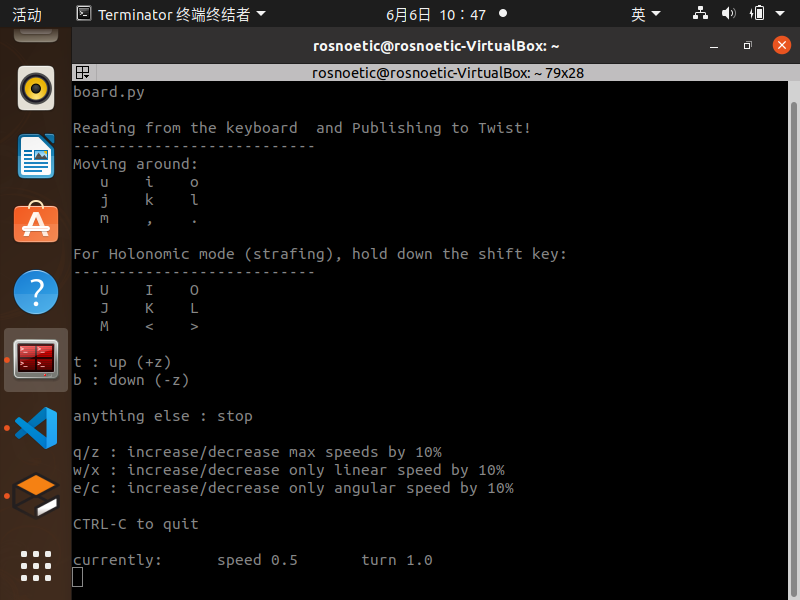 活动 Terminator 终端终结者 6月6日 10：47 英
rosnoetic@rosnoetic-VirtualBox: ~
rosnoetic@rosnoetic-VirtualBox: ~ 79x28
board.py
Reading from the keyboard  and Publishing to Twist!
---------------------------
Moving around:
   u    i    o
   j    k    l
   m    ,    .
For Holonomic mode (strafing), hold down the shift key:
---------------------------
   U    I    O
   J    K    L
   M    <    >
t : up (+z)
b : down (-z)
anything else : stop
q/z : increase/decrease max speeds by 10%
w/x : increase/decrease only linear speed by 10%
e/c : increase/decrease only angular speed by 10%
CTRL-C to quit
currently:      speed 0.5       turn 1.0